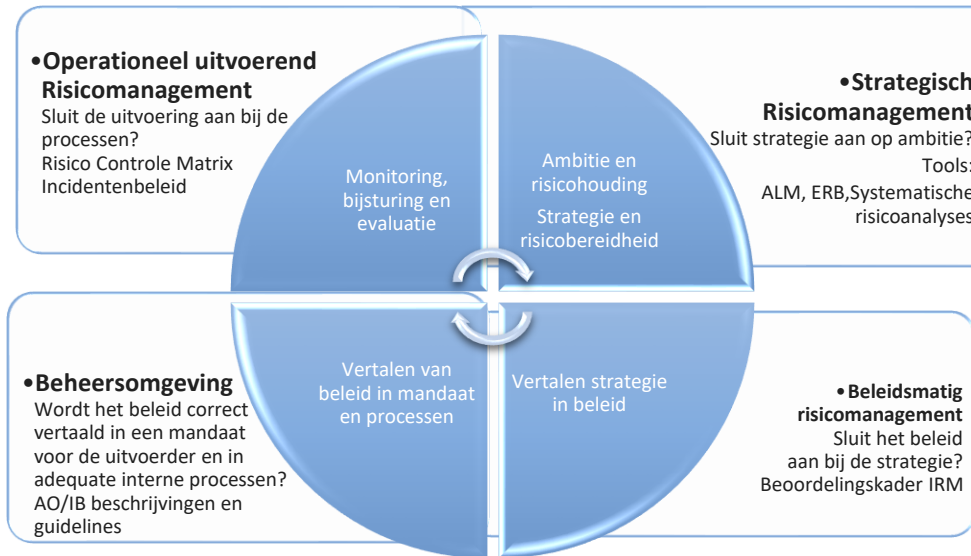 •Operationeel uitvoerend
Risicomanagement
Sluit de uitvoering aan bij de
processen?
Risico Controle Matrix
Incidentenbeleid
Monitoring,
bijsturing en
evaluatie
Ambitie en
risicohouding
Strategie en
risicobereidheid
•Strategisch
Risicomanagement
Sluit strategie aan op ambitie?
Tools:
ALM, ERB,Systematische
risicoanalyses
•Beheersomgeving
Wordt het beleid correct
vertaald in een mandaat
voor de uitvoerder en in
adequate interne processen?
AO/IB beschrijvingen en
guidelines
Vertalen van
beleid in mandaat
en processen
Vertalen strategie
in beleid
•Beleidsmatig
risicomanagement
Sluit het beleid
aan bij de strategie?
Beoordelingskader IRM